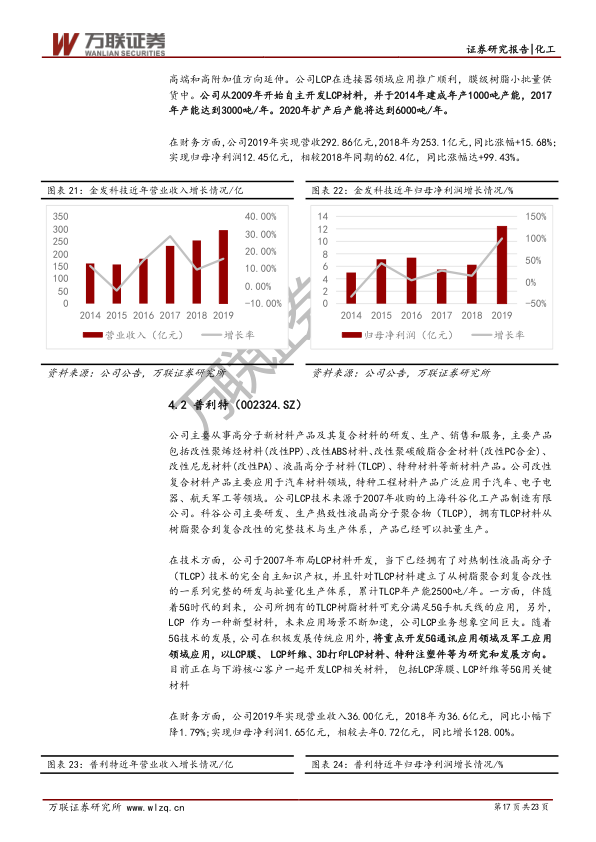 万联证券
WANLIAN SECURITIES
证券研究报告|化工
高端和高附加值方向延伸。公司LCP在连接器领域应用推广顺利，膜级树脂小批量供
货中。公司从2009年开始自主开发LCP材料，并于2014年建成年产1000吨产能，2017
年产能达到3000吨/年。2020年扩产后产能将达到6000吨/年。
在财务方面,公司2019年实现营收292.86亿元,2018年为253.1亿元,同比涨幅+15.68%;
实现归母净利润12.45亿元，相较2018年同期的62.4亿，同比涨幅达+99.43%。
图表21：金发科技近年营业收入增长情况/亿
350
300
250
200
150
100
50
0
40.00%
30.00%
20.00%
10.00%
0.00%
-10.00%
2014 2015 2016 2017 2018 2019
营业收入（亿元）
增长率
资料来源：公司公告，万联证券研究所
图表22：金发科技近年归母净利润增长情况/%
14
12
10
8
6
4
2
0
150%
100%
50%
0%
-50%
2014 2015 2016 2017 2018 2019
归母净利润（亿元）
增长率
资料来源：公司公告，万联证券研究所
万联证券
4.2 普利特（002324.SZ）
公司主要从事高分子新材料产品及其复合材料的研发、生产、销售和服务，主要产品
包括改性聚烯烃材料(改性PP)、改性ABS材料、改性聚碳酸脂合金材料(改性PC合金)、
改性尼龙材料(改性PA)、液晶高分子材料(TLCP)、特种材料等新材料产品。公司改性
复合材料产品主要应用于汽车材料领域，特种工程材料产品广泛应用于汽车、电子电
器、航天军工等领域。公司LCP技术来源于2007年收购的上海科谷化工产品制造有限
公司。科谷公司主要研发、生产热致性液晶高分子聚合物（TLCP），拥有TLCP材料从
树脂聚合到复合改性的完整技术与生产体系，产品已经可以批量生产。
在技术方面，公司于2007年布局LCP材料开发，当下已经拥有了对热制性液晶高分子
（TLCP）技术的完全自主知识产权，并且针对TLCP材料建立了从树脂聚合到复合改性
的一系列完整的研发与批量化生产体系，累计TLCP年产能2500吨/年。一方面，伴随
着5G时代的到来，公司所拥有的TLCP树脂材料可充分满足5G手机天线的应用，另外，
LCP 作为一种新型材料，未来应用场景不断加速，公司LCP业务想象空间巨大。随着
5G技术的发展，公司在积极发展传统应用外，将重点开发5G通讯应用领域及军工应用
领域应用，以LCP膜、 LCP纤维、3D打印LCP材料、特种注塑件等为研究和发展方向。
目前正在与下游核心客户一起开发LCP相关材料， 包括LCP薄膜、LCP纤维等5G用关键
材料
在财务方面，公司2019年实现营业收入36.00亿元，2018年为36.6亿元，同比小幅下
降1.79%;实现归母净利润1.65亿元，相较去年0.72亿元，同比增长128.00%。
图表23：普利特近年营业收入增长情况/亿
图表24：普利特近年归母净利润增长情况/%
万联证券研究所 www.wlzq.cn
第17页共23页